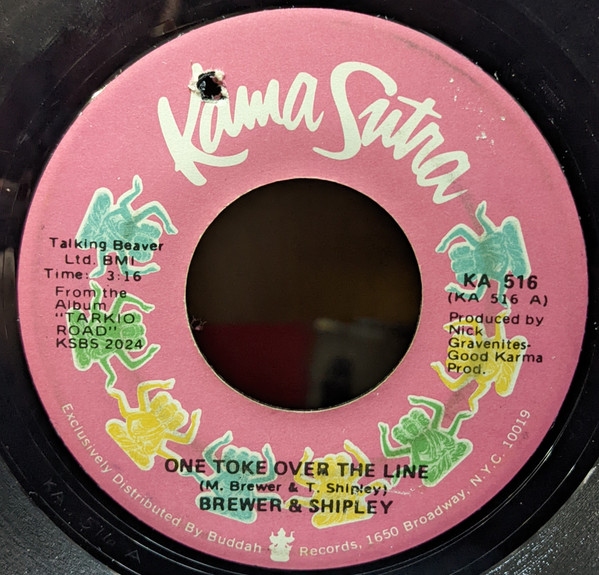 Kama Sutra
Talking Beaver
Ltd. BMI
Time: 3:16
From the
Album
"TARKIO
ROAD"
KSBS 2024
KA 516
(KA 516 A)
Produced by
Nick
Gravenites-
Good Karma
Prod.
ONE TOKE OVER THE LINE
(M. Brewer & T. Shipley)
BREWER & SHIPLEY
Exclusively Distributed By Buddah Records, 1650 Broadway, N.Y.C. 10019
KA 516 A